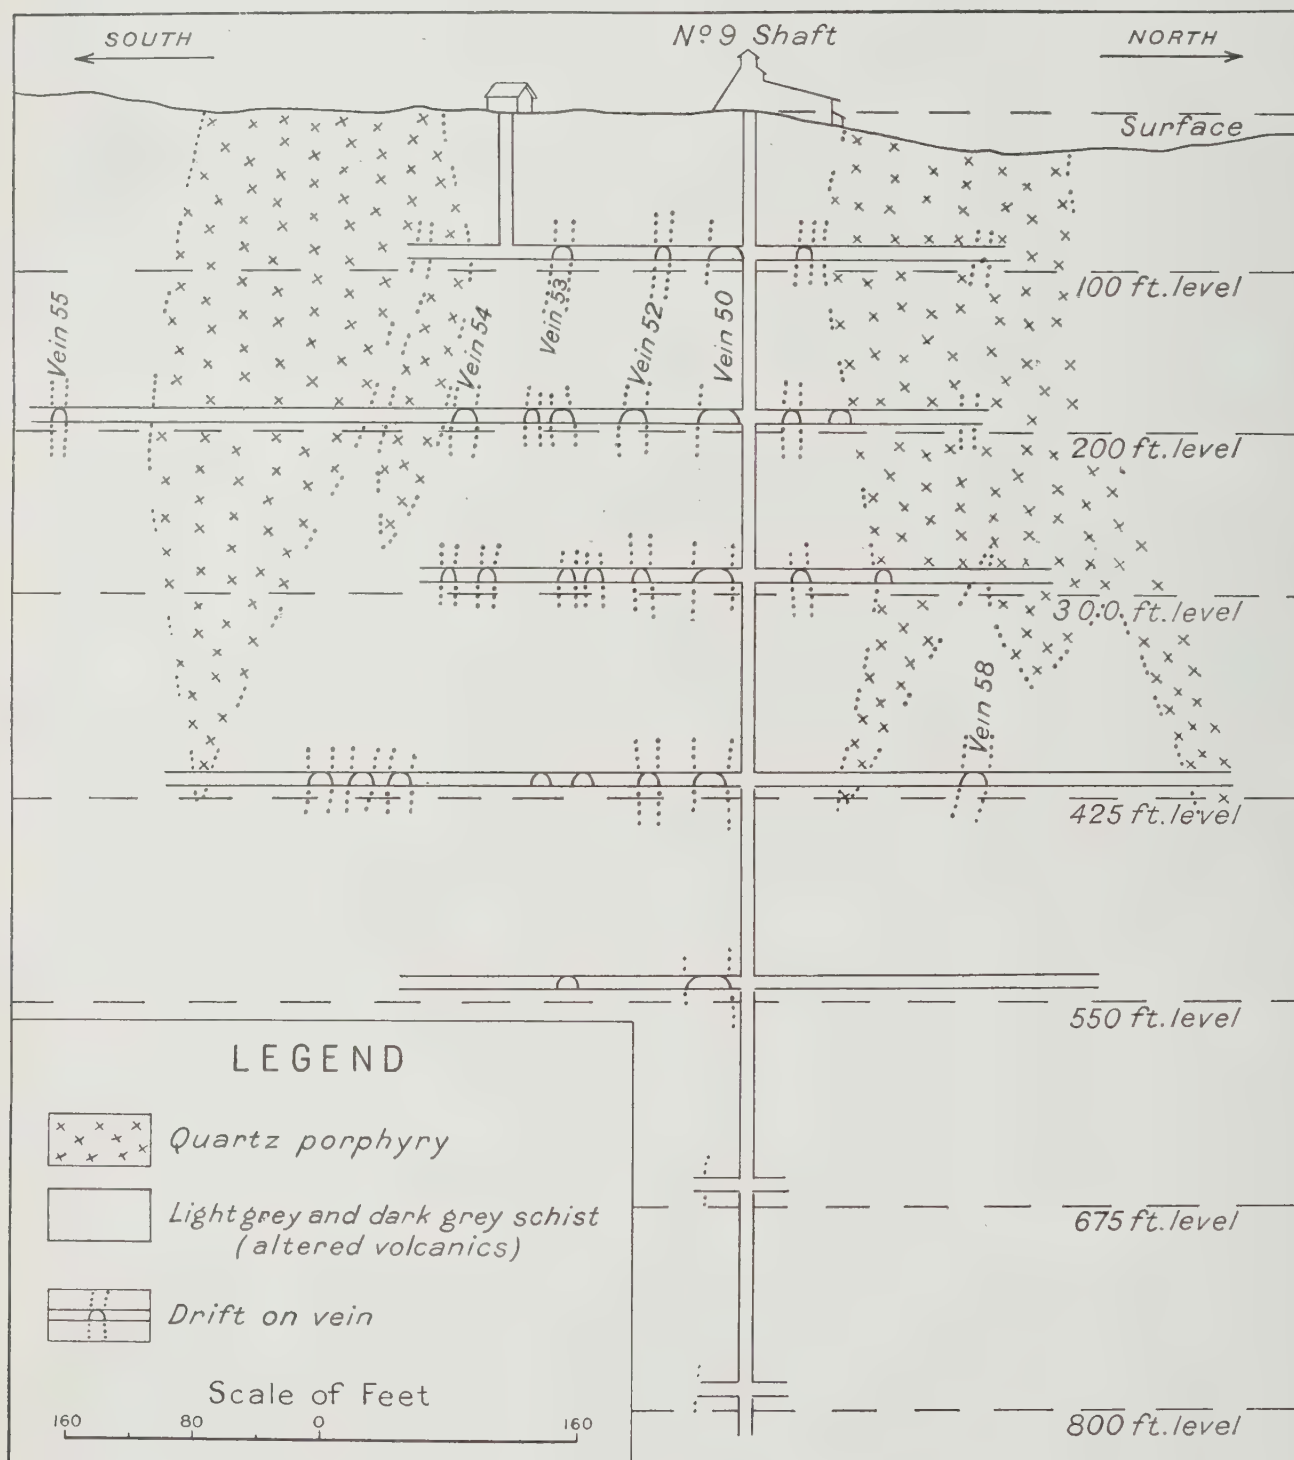 SOUTH
Nº 9 Shaft
NORTH
Surface
100 ft. level
Vein 55
Vein 54
Vein 53
Vein 52
Vein 50
200 ft. level
300 ft. level
Vein 58
425 ft. level
550 ft. level
LEGEND
Quartz porphyry
Light grey and dark grey schist
(altered volcanics)
Drift on vein
675 ft. level
Scale of Feet
160 80 0 160
800 ft. level